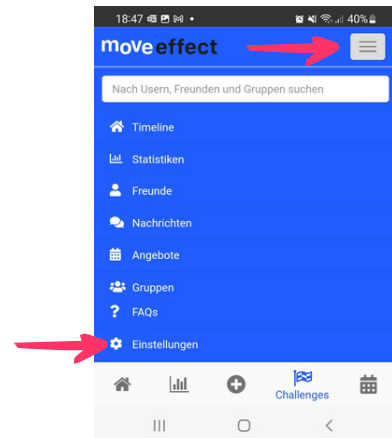 18:47
40%
moveeffect
Nach Usern, Freunden und Gruppen suchen
Timeline
Statistiken
Freunde
Nachrichten
Angebote
Gruppen
FAQs
Einstellungen
Challenges